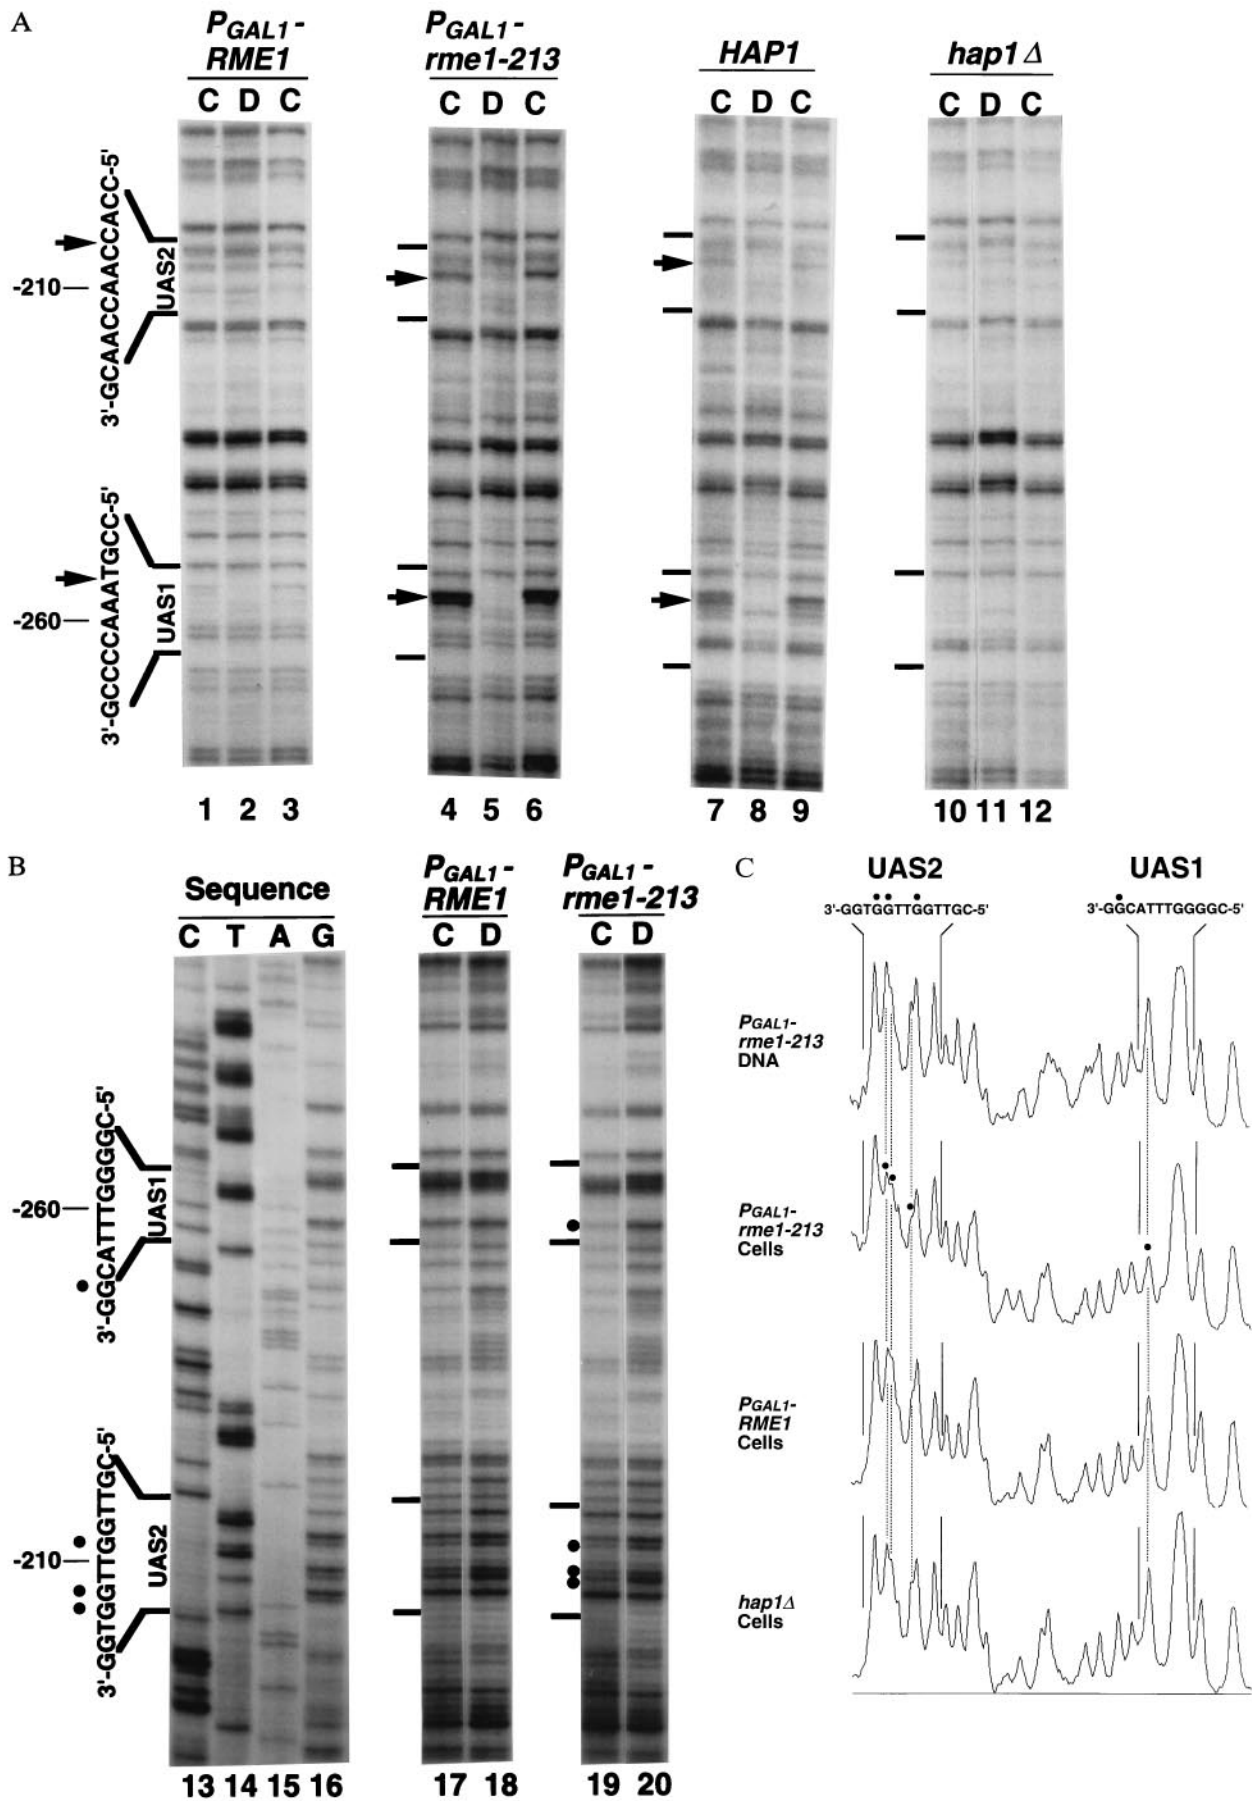 A
PGAL1-
RME1
PGAL1-
rme1-213
HAP1
hap1Δ
C D C
C D C
C D C
C D C
3'-GCAACCAACCACC-5'
UAS2
-210
3'-GCCCCAAATGCC-5'
UAS1
-260
1 2 3
4 5 6
7 8 9
10 11 12
B
Sequence
PGAL1-
RME1
PGAL1-
rme1-213
C T A G
C D
C D
3'-GGCATTTGGGGC-5'
UAS1
-260
3'-GGTGGTTGGTTGC-5'
UAS2
-210
13 14 15 16
17 18
19 20
C
UAS2
UAS1
3'-GGTGGTTGGTTGC-5'
3'-GGCATTTGGGGC-5'
PGAL1-
rme1-213
DNA
PGAL1-
rme1-213
Cells
PGAL1-
RME1
Cells
hap1Δ
Cells